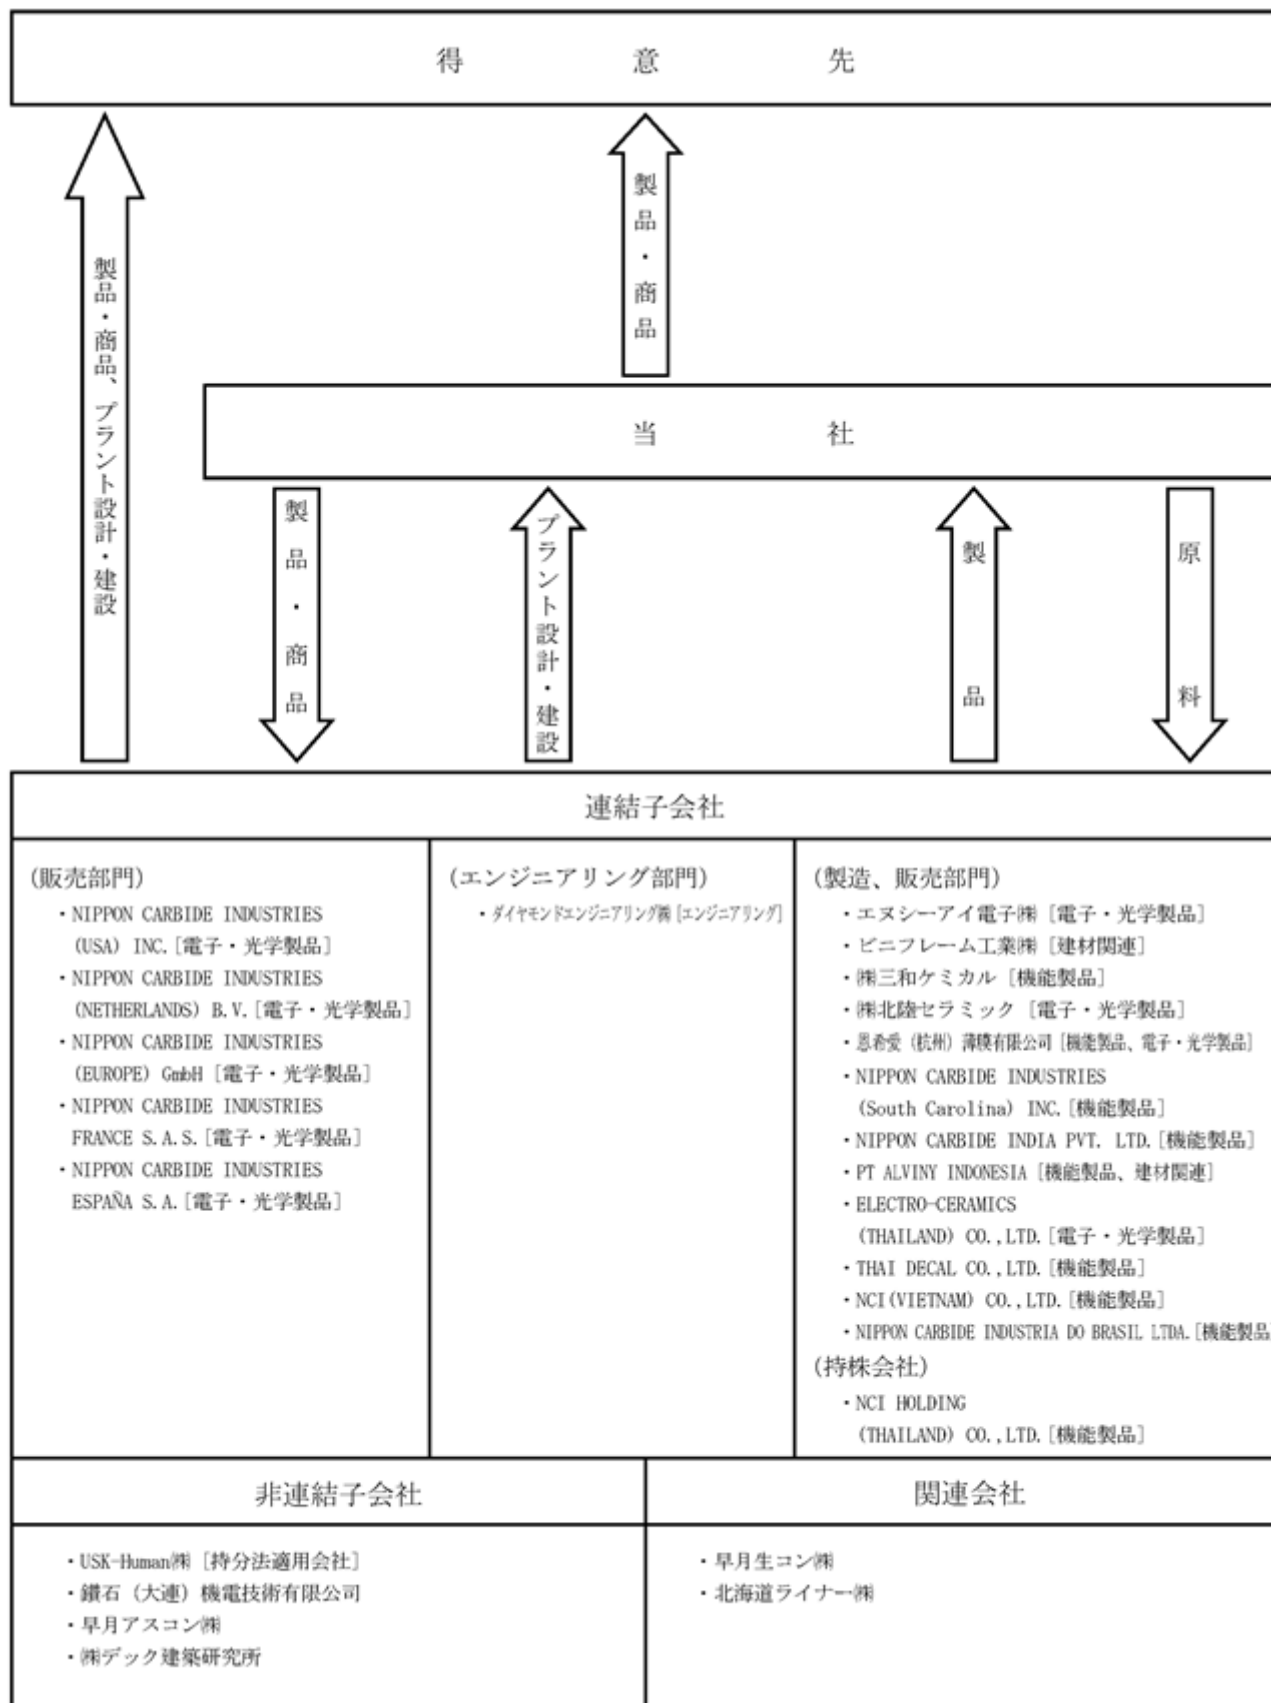 得意先
製品・商品、プラント設計・建設
製品・商品
当社
製品・商品
プラント設計・建設
製品
原料
連結子会社
(販売部門)
・NIPPON CARBIDE INDUSTRIES
(USA) INC.[電子・光学製品]
・NIPPON CARBIDE INDUSTRIES
(NETHERLANDS) B.V.[電子・光学製品]
・NIPPON CARBIDE INDUSTRIES
(EUROPE) GmbH [電子・光学製品]
・NIPPON CARBIDE INDUSTRIES
FRANCE S.A.S.[電子・光学製品]
・NIPPON CARBIDE INDUSTRIES
ESPAÑA S.A.[電子・光学製品]
(エンジニアリング部門)
・ダイヤモンドエンジニアリング㈱ [エンジニアリング]
(製造、販売部門)
・エヌシーアイ電子㈱ [電子・光学製品]
・ビニフレーム工業㈱ [建材関連]
・㈱三和ケミカル [機能製品]
・㈱北陸セラミック [電子・光学製品]
・恩希愛（杭州）薄膜有限公司 [機能製品、電子・光学製品]
・NIPPON CARBIDE INDUSTRIES
(South Carolina) INC.[機能製品]
・NIPPON CARBIDE INDIA PVT. LTD.[機能製品]
・PT ALVINY INDONESIA [機能製品、建材関連]
・ELECTRO-CERAMICS
(THAILAND) CO.,LTD.[電子・光学製品]
・THAI DECAL CO.,LTD.[機能製品]
・NCI(VIETNAM) CO.,LTD.[機能製品]
・NIPPON CARBIDE INDUSTRIA DO BRASIL LTDA.[機能製品]
(持株会社)
・NCI HOLDING
(THAILAND) CO.,LTD.[機能製品]
非連結子会社
・USK-Human㈱ [持分法適用会社]
・鑽石（大連）機電技術有限公司
・早月アスコン㈱
・㈱デック建築研究所
関連会社
・早月生コン㈱
・北海道ライナー㈱